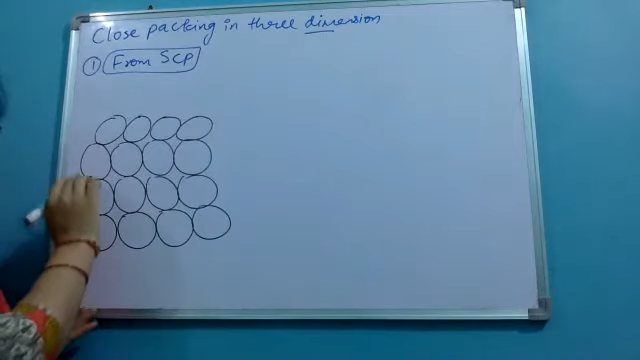 Close packing in three dimension
① From Scp